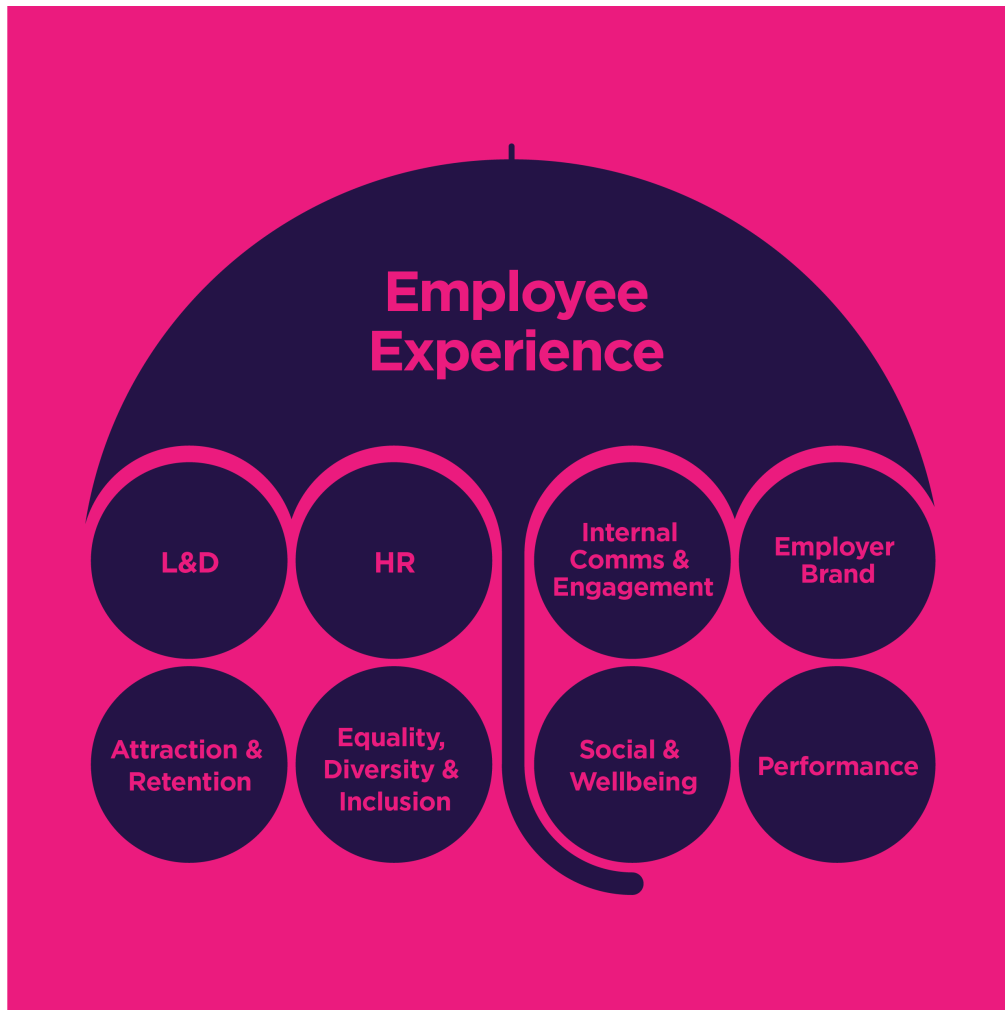 Employee
Experience
L&D
HR
Internal
Comms &
Engagement
Employer
Brand
Attraction &
Retention
Equality,
Diversity &
Inclusion
Social &
Wellbeing
Performance